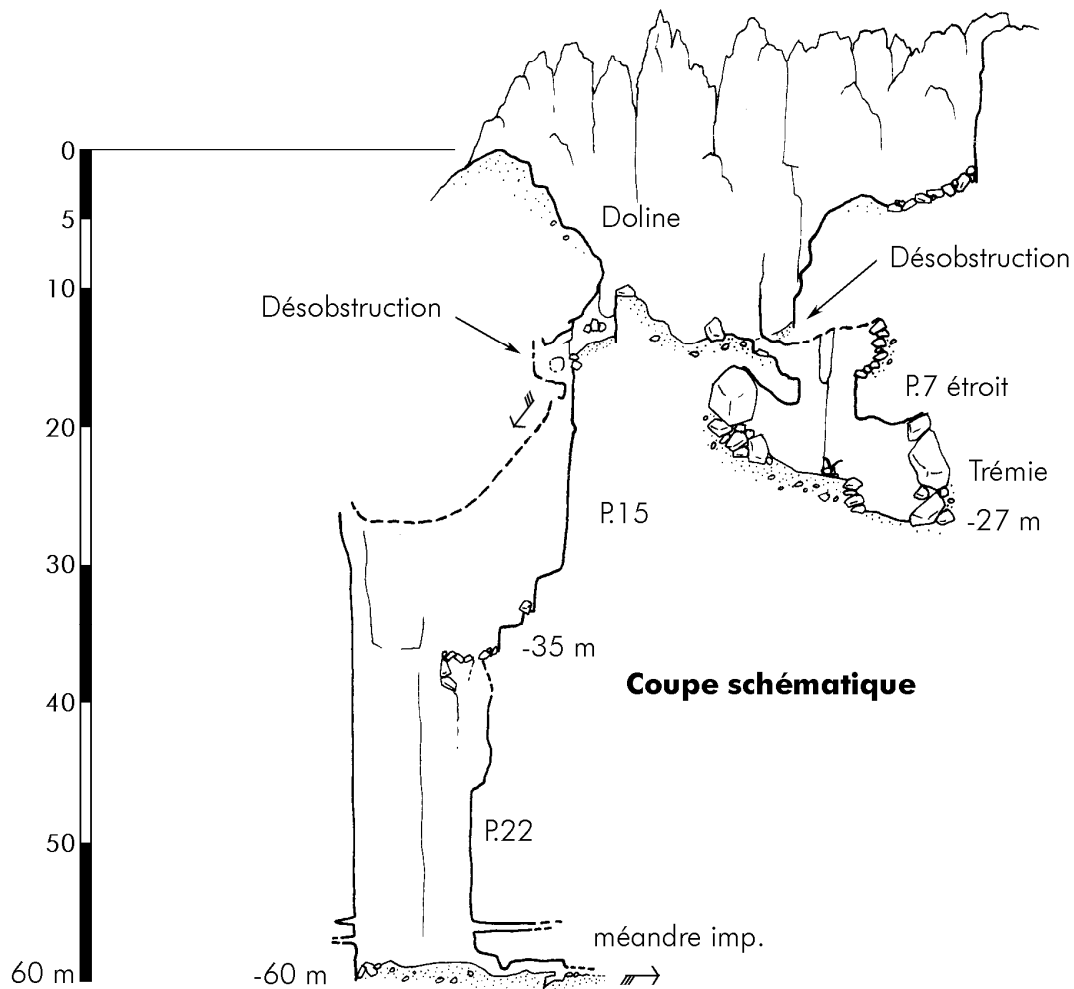 0
5
Doline
Désobstruction
10
Désobstruction
P.7 étroit
20
Trémie
P.15
-27 m
30
-35 m
Coupe schématique
40
P.22
50
méandre imp.
60 m
-60 m